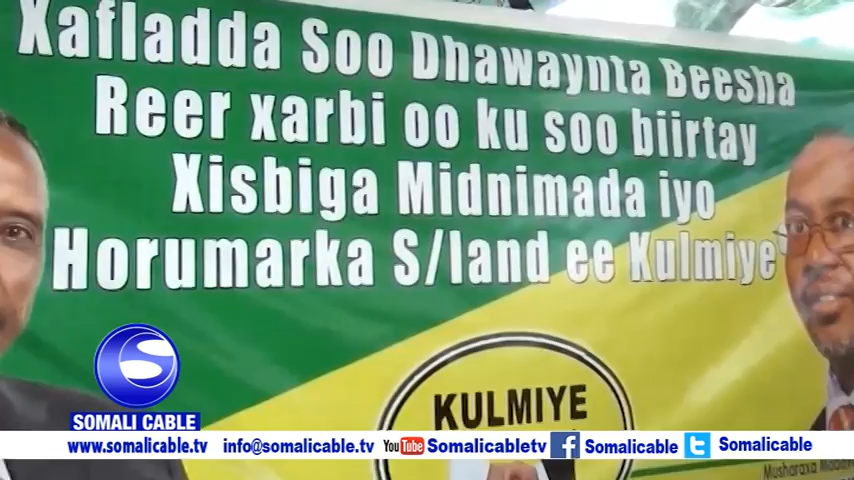 Xafladda Soo Dhawaynta Beesha
Reer xarbi oo ku soo biirtay
Xisbiga Midnimada iyo
Horumarka S/land ee Kulmiye
KULMIYE
S
SOMALI CABLE
www.somalicable.tv info@somalicable.tv YouTube Somalicabletv f Somalicable t Somalicable
Musharaxa